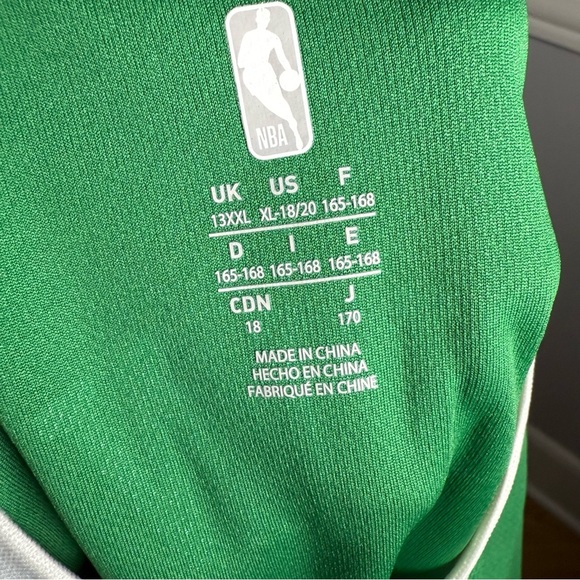 NBA
UK US F
13XXL XL-18/20 165-168
D I E
165-168 165-168 165-168
CDN J
18 170
MADE IN CHINA
HECHO EN CHINA
FABRIQUÉ EN CHINE